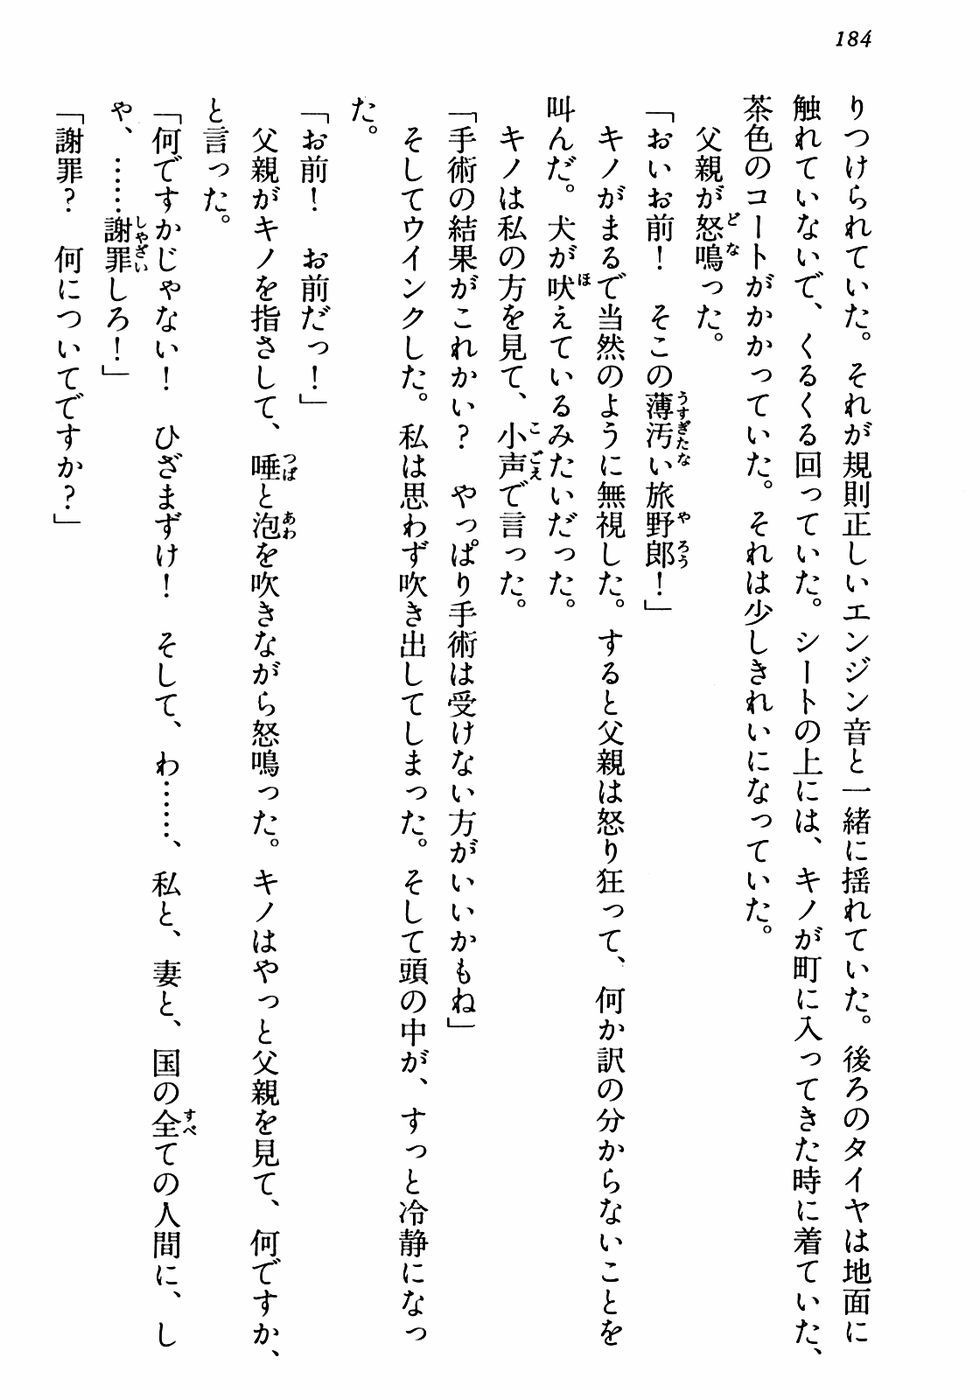 184
りつけられていた。それが規則正しいエンジン音と一緒に揺れていた。後ろのタイヤは地面に
触れていないで、くるくる回っていた。シートの上には、キノが町に入ってきた時に着ていた、
茶色のコートがかかっていた。それは少しきれいになっていた。
父親が怒鳴った。
「おいお前！　そこの薄汚い旅野郎！」
キノがまるで当然のように無視した。すると父親は怒り狂って、何か訳の分からないことを
叫んだ。犬が吠えているみたいだった。
キノは私の方を見て、小声で言った。
「手術の結果がこれかい？　やっぱり手術は受けない方がいいかもね」
そしてウインクした。私は思わず吹き出してしまった。そして頭の中が、すっと冷静になっ
た。
「お前！　お前だっ！」
父親がキノを指さして、唾と泡を吹きながら怒鳴った。キノはやっと父親を見て、何ですか、
と言った。
「何ですかじゃない！　ひざまずけ！　そして、わ……、私と、妻と、国の全ての人間に、し
ゃ、……謝罪しろ！」
「謝罪？　何についてですか？」